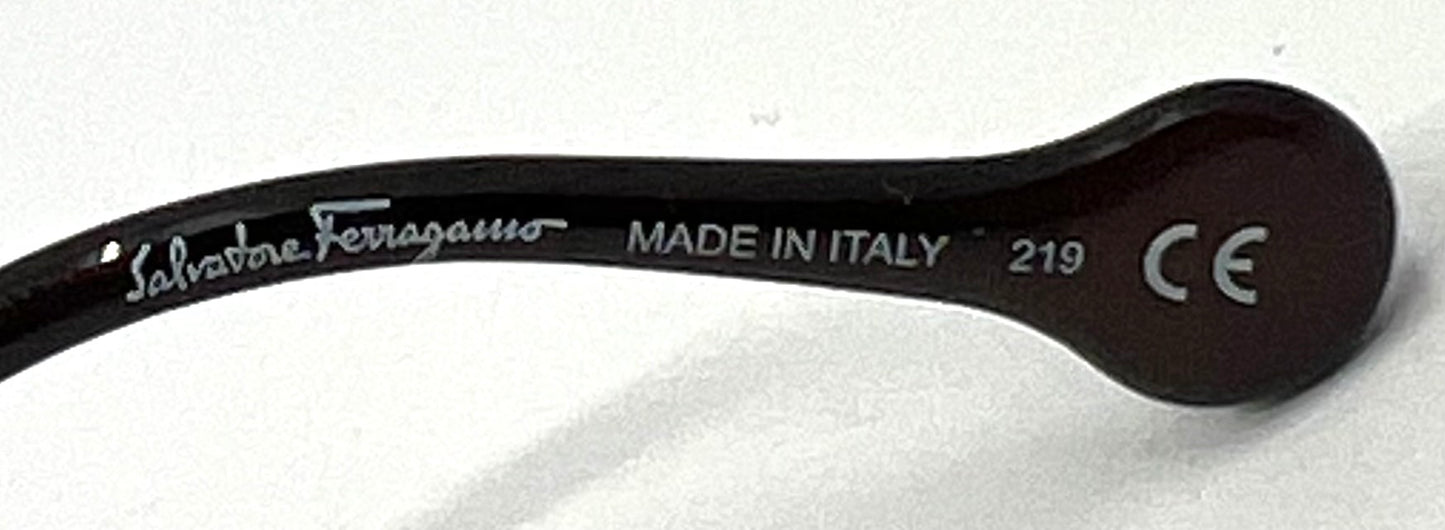 Salvatore Ferragamo MADE IN ITALY 219 CE